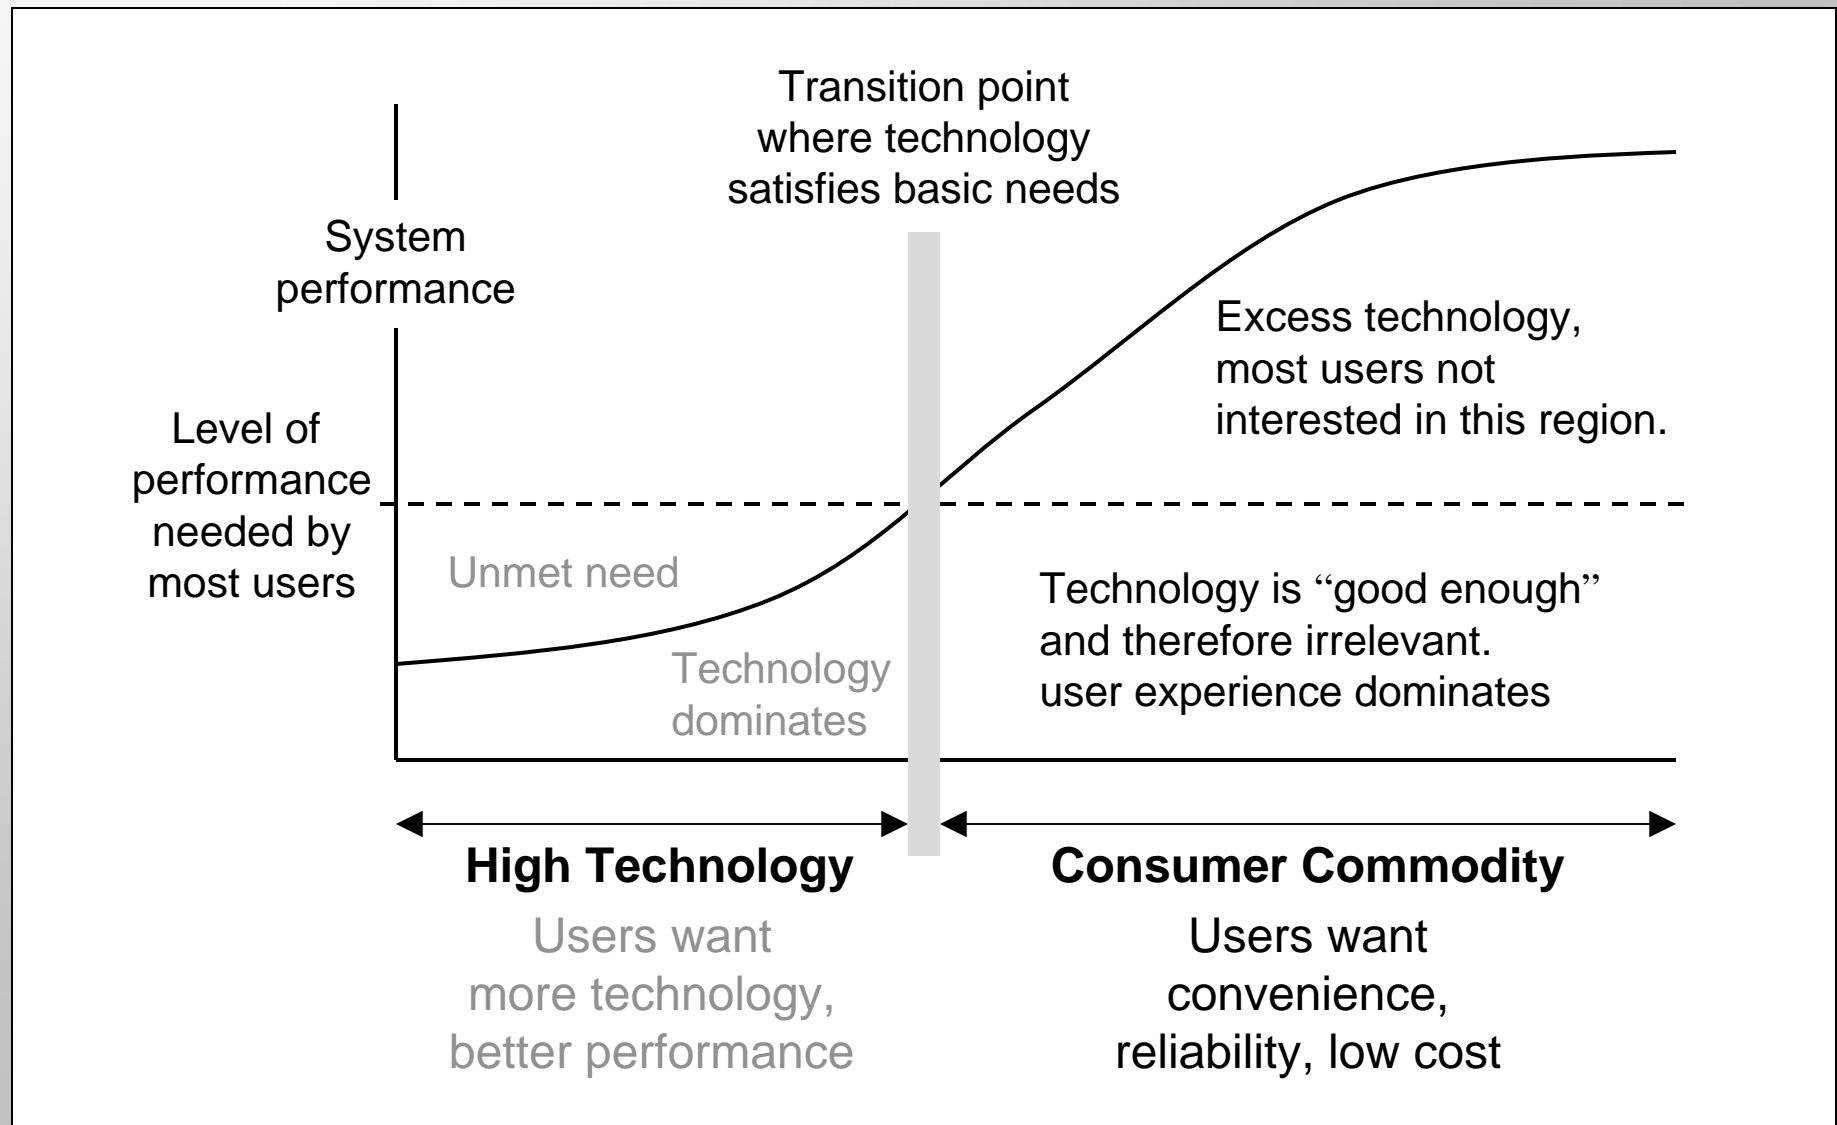 Transition point
where technology
satisfies basic needs
System
performance
Level of
performance
needed by
most users
Excess technology,
most users not
interested in this region.
Unmet need
Technology
dominates
Technology is “good enough”
and therefore irrelevant.
user experience dominates
High Technology
Users want
more technology,
better performance
Consumer Commodity
Users want
convenience,
reliability, low cost